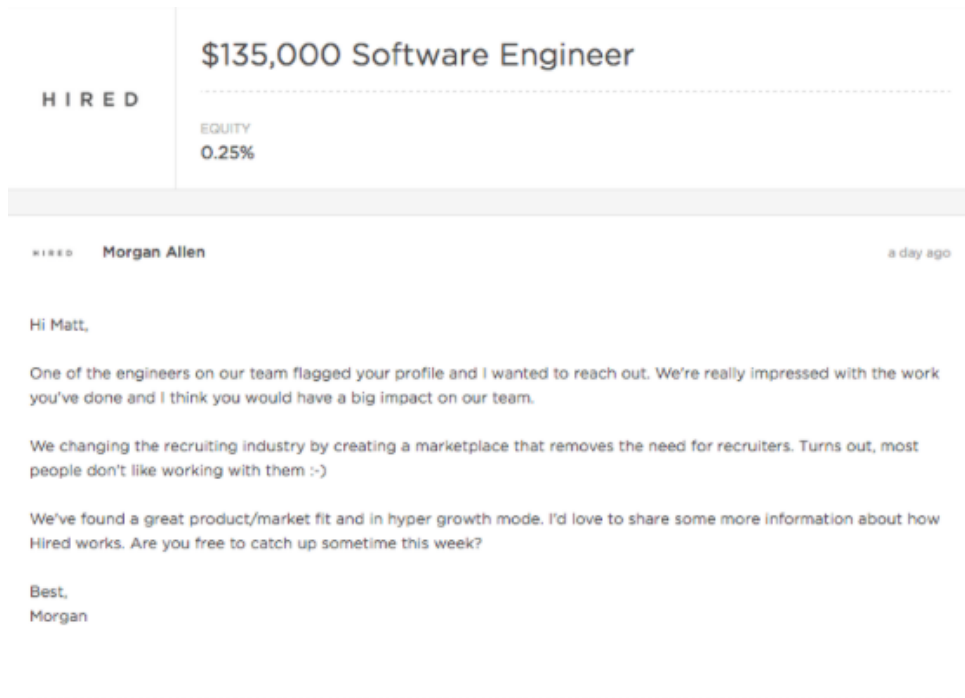 $135,000 Software Engineer
HIRED
EQUITY
0.25%
HIRED Morgan Allen a day ago
Hi Matt,
One of the engineers on our team flagged your profile and I wanted to reach out. We're really impressed with the work
you've done and I think you would have a big impact on our team.
We changing the recruiting industry by creating a marketplace that removes the need for recruiters. Turns out, most
people don't like working with them :-)
We've found a great product/market fit and in hyper growth mode. I'd love to share some more information about how
Hired works. Are you free to catch up sometime this week?
Best,
Morgan